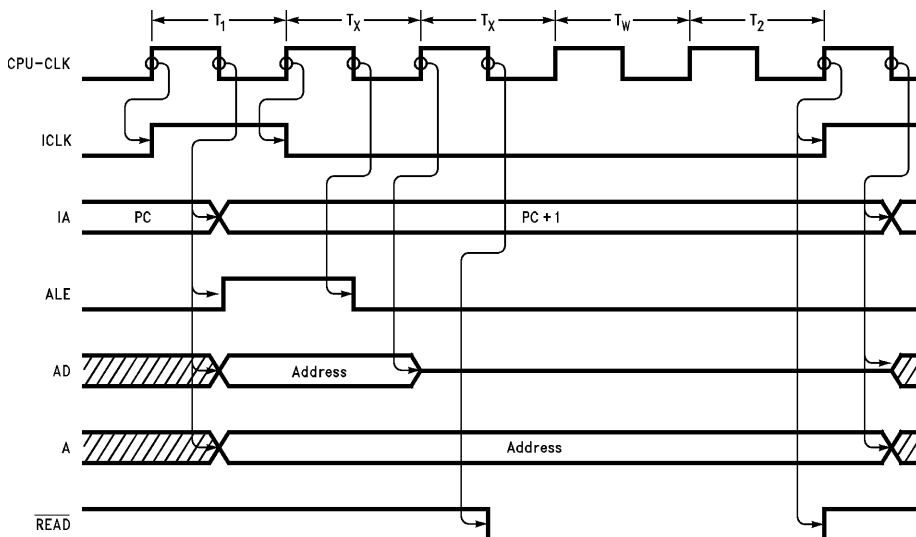 T1 TX TX TW T2
CPU-CLK
ICLK
IA PC PC + 1
ALE
AD Address
A Address
READ